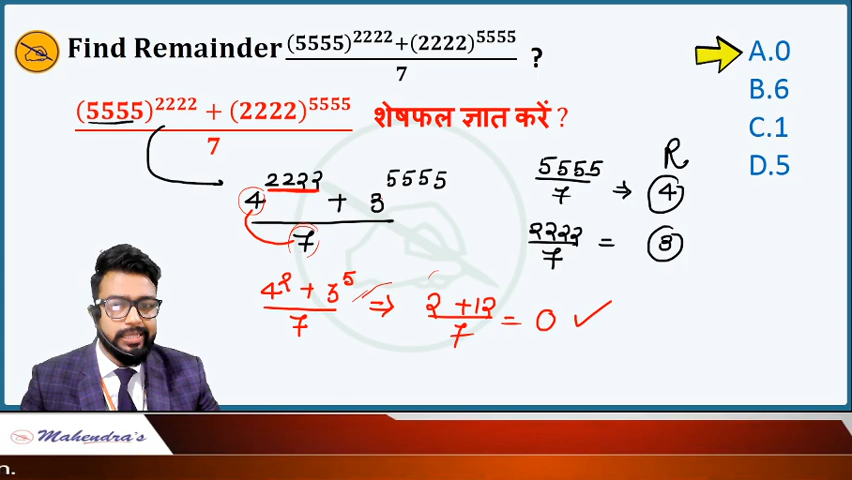 Find Remainder (5555)^2222+(2222)^5555 / 7 ?
(5555)^2222 + (2222)^5555 / 7 शेषफल ज्ञात करें ?
A.0
B.6
C.1
D.5
4^2222 + 3^5555 / 7
R
5555/7 ⇒ 4
2222/7 = 3
4^2 + 3^5 / 7 ⇒ 2 + 12 / 7 = 0 ✓
Mahendra's
n.